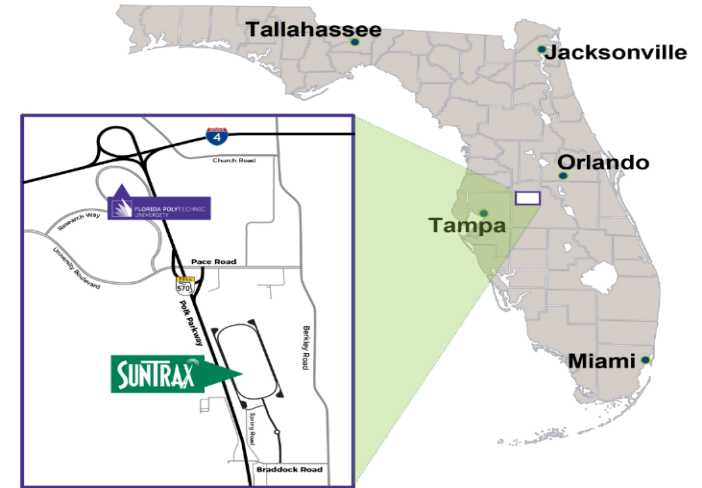 Tallahassee
Jacksonville
Orlando
Tampa
Miami
4
Church Road
FLORIDA POLYTECHNIC
UNIVERSITY
Research Way
University Boulevard
Pace Road
TOLL
570
Polk Parkway
Berkley Road
SUNTRAX
Spring Road
Braddock Road